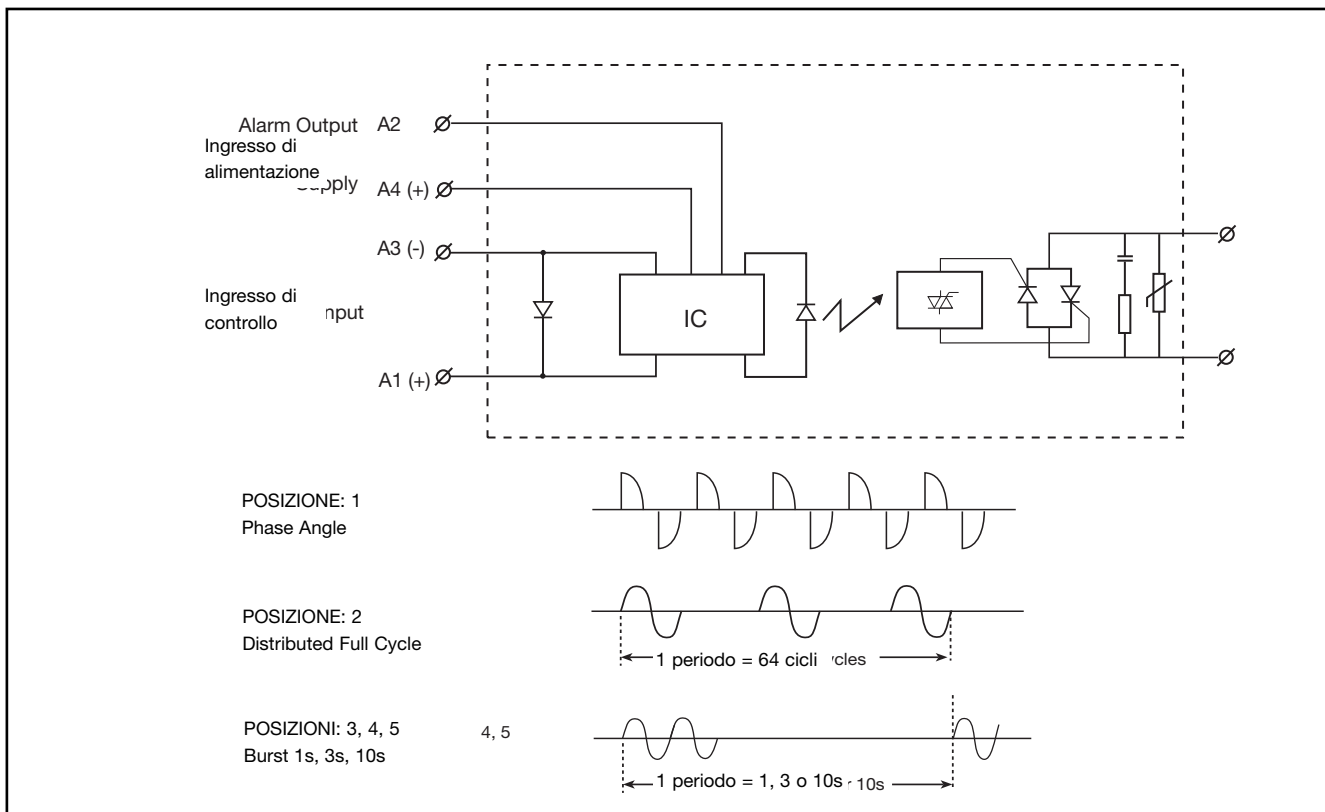 Alarm Output A2
Ingresso di
alimentazione
A4 (+)
A3 (-)
Ingresso di
controllo
A1 (+)
IC
POSIZIONE: 1
Phase Angle
POSIZIONE: 2
Distributed Full Cycle
1 periodo = 64 cicli
POSIZIONI: 3, 4, 5 4, 5
Burst 1s, 3s, 10s
1 periodo = 1, 3 o 10s 10s